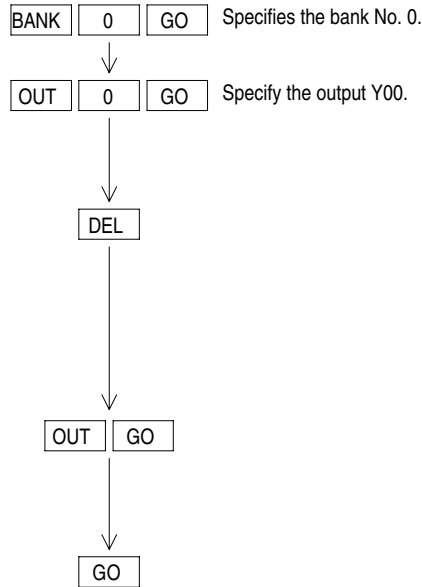 BANK 0 GO Specifies the bank No. 0.
OUT 0 GO Specify the output Y00.
DEL
OUT GO
GO